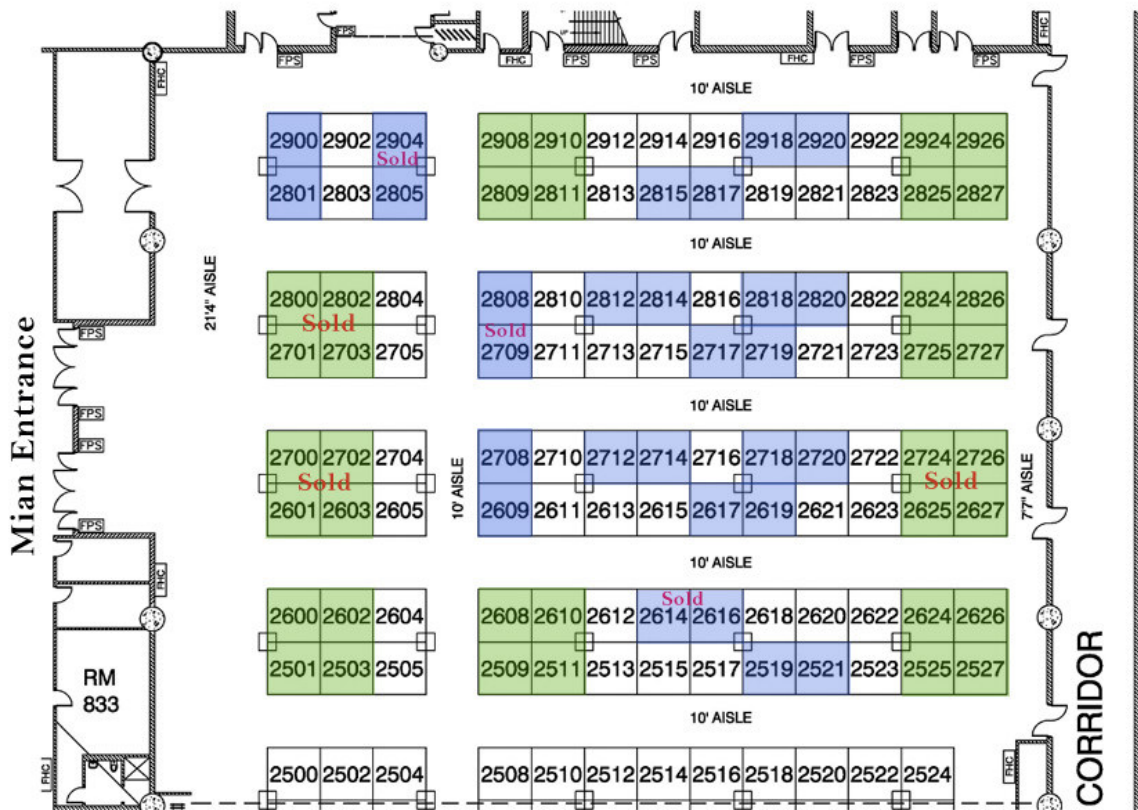 UP
FPS
FHC
FPS
FPS
FHC
FPS
FPS
FHC
FHC
10' AISLE
2900 2902 2904 2908 2910 2912 2914 2916 2918 2920 2922 2924 2926
Sold
2801 2803 2805 2809 2811 2813 2815 2817 2819 2821 2823 2825 2827
10' AISLE
21'4" AISLE
2800 2802 2804 2808 2810 2812 2814 2816 2818 2820 2822 2824 2826
Sold Sold
FPS
2701 2703 2705 2709 2711 2713 2715 2717 2719 2721 2723 2725 2727
Mian Entrance
10' AISLE
FPS
FPS
2700 2702 2704 2708 2710 2712 2714 2716 2718 2720 2722 2724 2726
Sold 10' AISLE Sold 7'7" AISLE
2601 2603 2605 2609 2611 2613 2615 2617 2619 2621 2623 2625 2627
FPS
10' AISLE
FHC
Sold
2600 2602 2604 2608 2610 2612 2614 2616 2618 2620 2622 2624 2626
2501 2503 2505 2509 2511 2513 2515 2517 2519 2521 2523 2525 2527
RM
833
CORRIDOR
10' AISLE
2500 2502 2504 2508 2510 2512 2514 2516 2518 2520 2522 2524
FHC
FHC